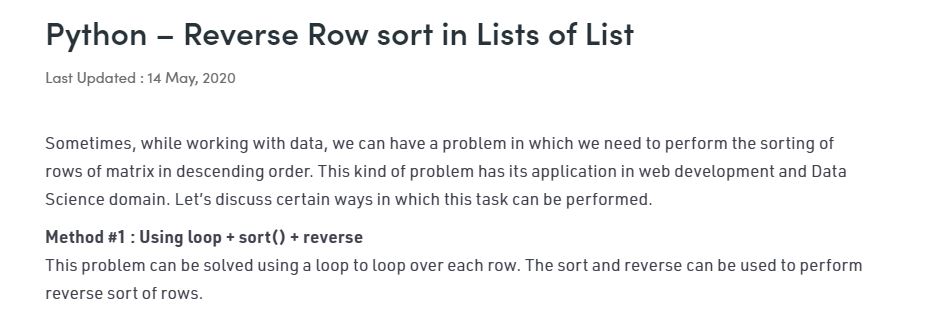 Python – Reverse Row sort in Lists of List
Last Updated : 14 May, 2020
Sometimes, while working with data, we can have a problem in which we need to perform the sorting of
rows of matrix in descending order. This kind of problem has its application in web development and Data
Science domain. Let's discuss certain ways in which this task can be performed.
Method #1 : Using loop + sort() + reverse
This problem can be solved using a loop to loop over each row. The sort and reverse can be used to perform
reverse sort of rows.